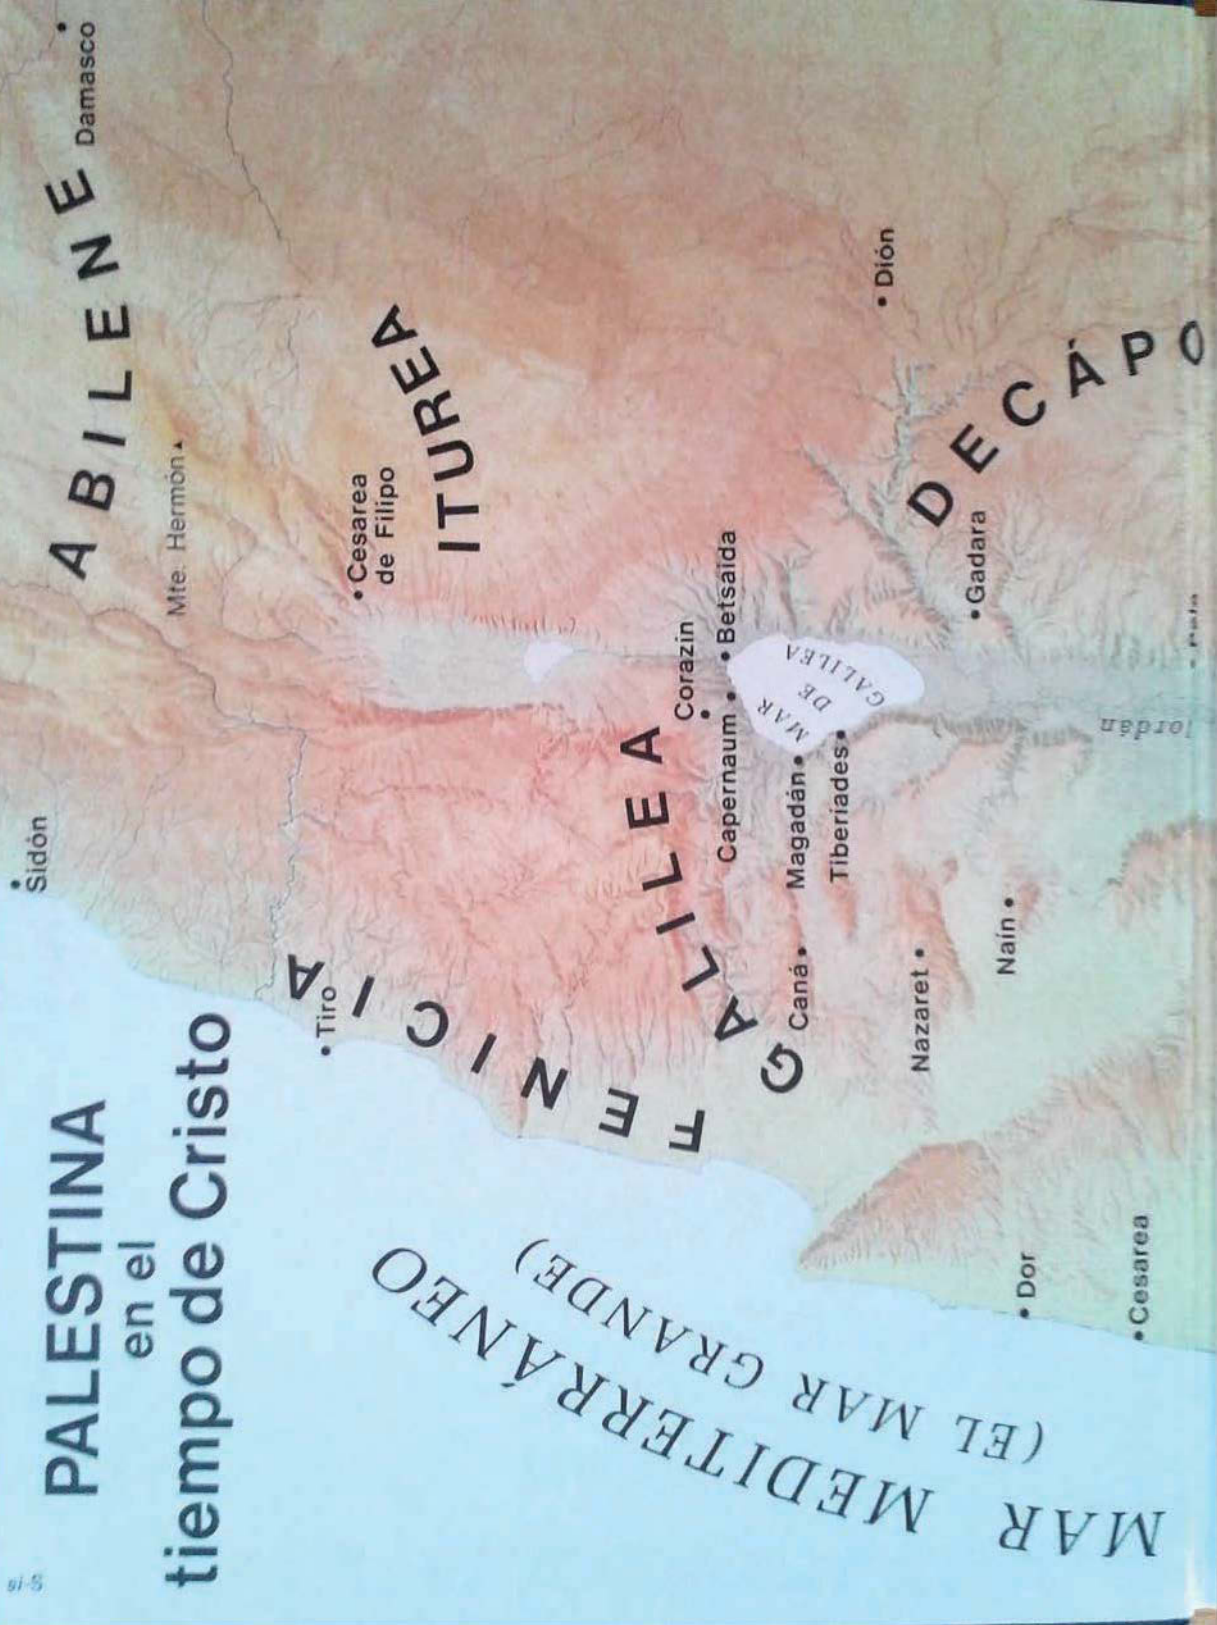 PALESTINA
en el
tiempo de Cristo
ABILENE
Damasco
Sidón
Mte. Hermón
FENICIA
Tiro
Cesarea
de Filipo
ITUREA
GALILEA
Corazin
Capernaum
Betsaida
MAR
DE
GALILEA
Magadán
Tiberiades
Caná
Nazaret
Naín
Dión
DECÁPO
Gadara
Jordán
MAR MEDITERRÁNEO
(EL MAR GRANDE)
Dor
Cesarea